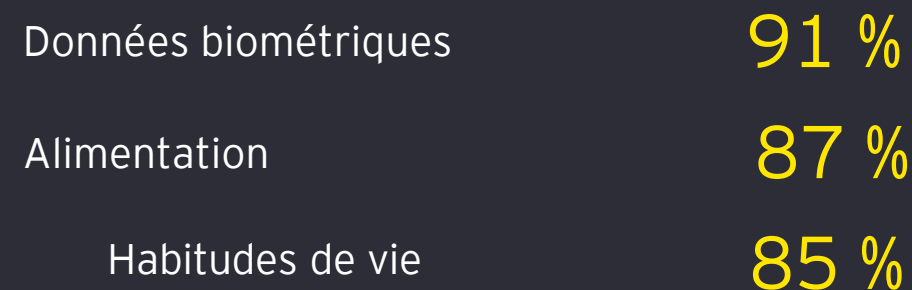 Données biométriques 91 %
Alimentation 87 %
Habitudes de vie 85 %